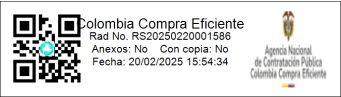 Colombia Compra Eficiente
Rad No. RS20250220001586
Anexos: No Con copia: No
Fecha: 20/02/2025 15:54:34
Agencia Nacional
de Contratación Pública
Colombia Compra Eficiente